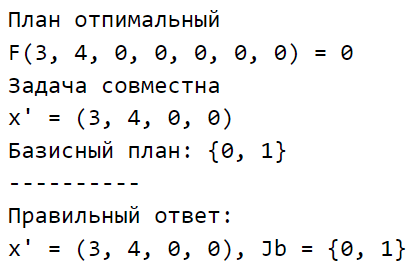 План отпимальный
F(3, 4, 0, 0, 0, 0, 0) = 0
Задача совместна
x' = (3, 4, 0, 0)
Базисный план: {0, 1}
----------
Правильный ответ:
x' = (3, 4, 0, 0), Jb = {0, 1}